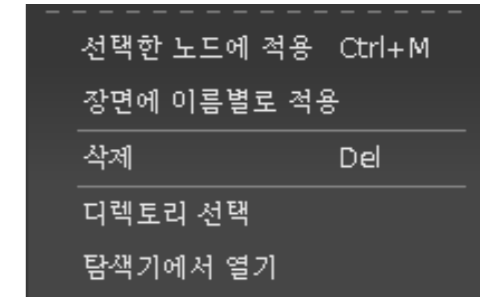 선택한 노드에 적용 Ctrl+M
장면에 이름별로 적용
삭제 Del
디렉토리 선택
탐색기에서 열기